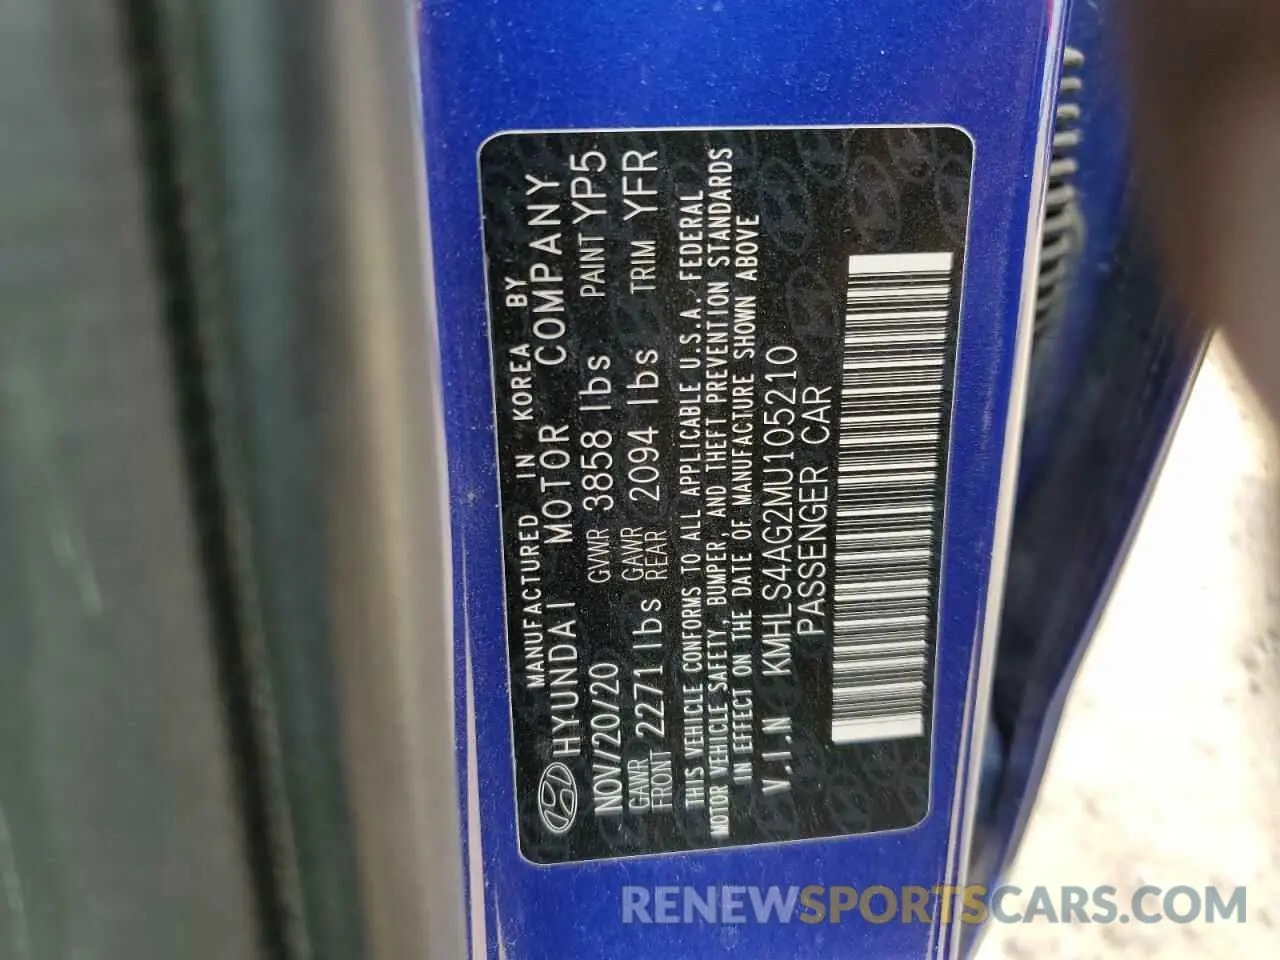 MANUFACTURED IN KOREA BY
HYUNDAI MOTOR COMPANY
NOV/20/20 GVWR 3858 lbs PAINT YP5
GAWR FRONT 2271 lbs GAWR REAR 2094 lbs TRIM YFR
THIS VEHICLE CONFORMS TO ALL APPLICABLE U.S.A. FEDERAL
MOTOR VEHICLE SAFETY, BUMPER, AND THEFT PREVENTION STANDARDS
IN EFFECT ON THE DATE OF MANUFACTURE SHOWN ABOVE
V.I.N KMHLS4AG2MU105210
PASSENGER CAR
RENEWSPORTSCARS.COM